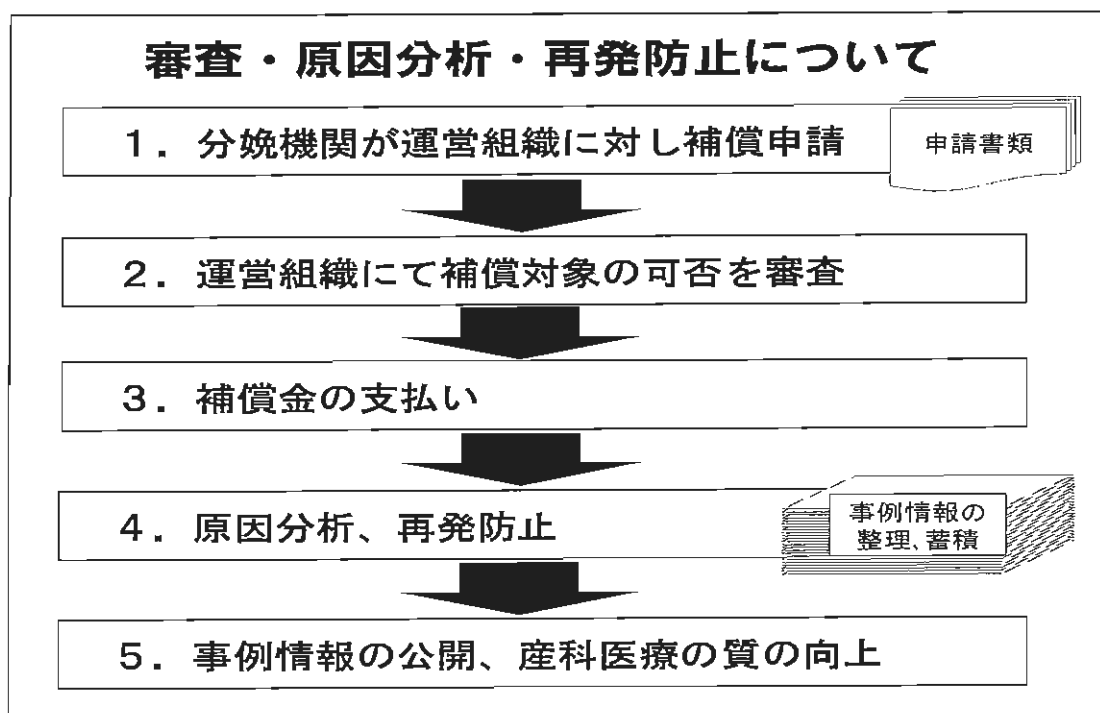 審査・原因分析・再発防止について
1．分娩機関が運営組織に対し補償申請
申請書類
2．運営組織にて補償対象の可否を審査
3．補償金の支払い
4．原因分析、再発防止
事例情報の
整理、蓄積
5．事例情報の公開、産科医療の質の向上